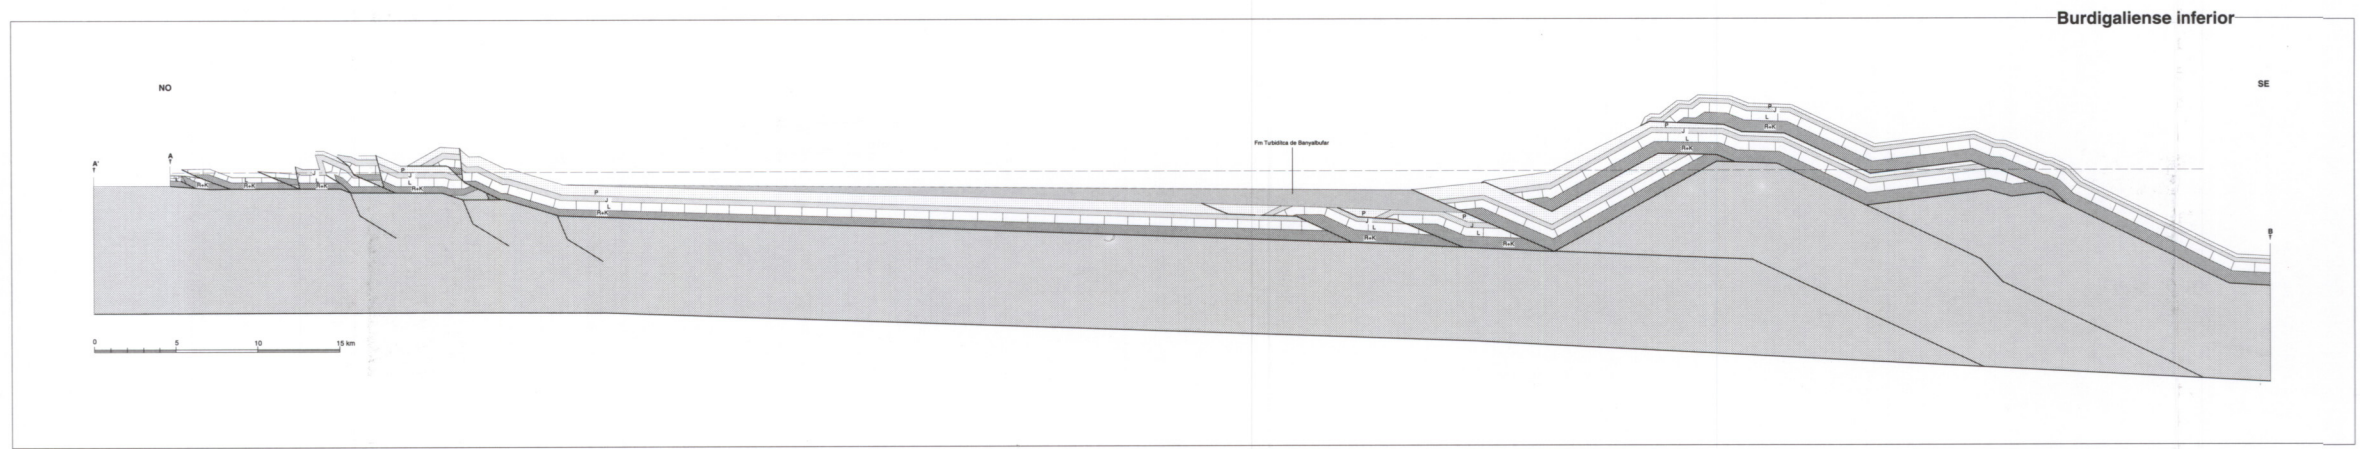 Burdigaliense inferior
NO
SE
Fm Turbidítica de Banyalbufar
A'
T
A
T
B
T
P
J
L
R+K
P
J
L
R+K
P
J
L
R+K
P
J
L
R+K
P
J
L
R+K
P
J
L
R+K
R+K
R+K
R+K
0
5
10
15 km